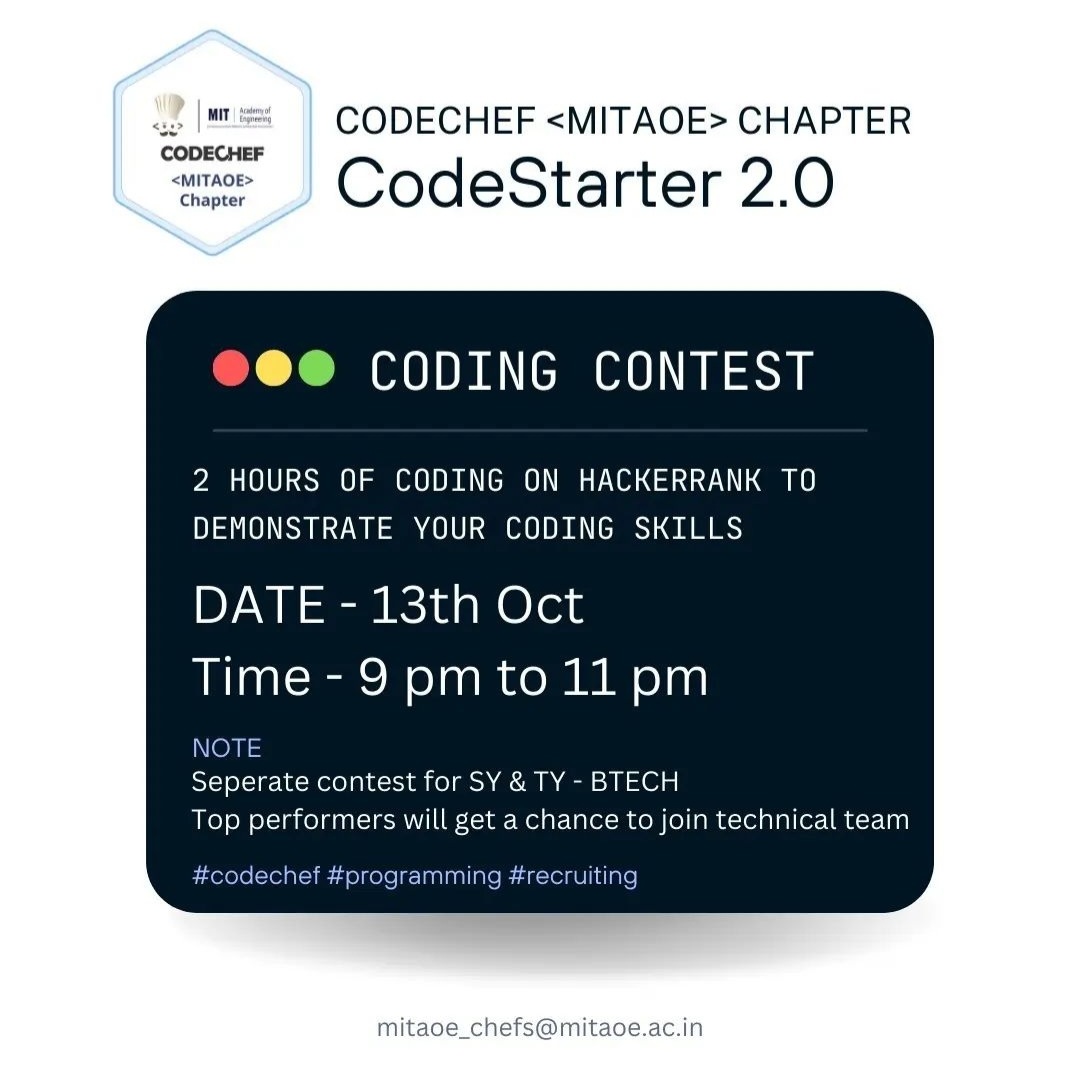 MIT Academy of
Engineering
CODECHEF
<MITAOE>
Chapter
CODECHEF <MITAOE> CHAPTER
CodeStarter 2.0
CODING CONTEST
2 HOURS OF CODING ON HACKERRANK TO
DEMONSTRATE YOUR CODING SKILLS
DATE - 13th Oct
Time - 9 pm to 11 pm
NOTE
Seperate contest for SY & TY - BTECH
Top performers will get a chance to join technical team
#codechef #programming #recruiting
mitaoe_chefs@mitaoe.ac.in